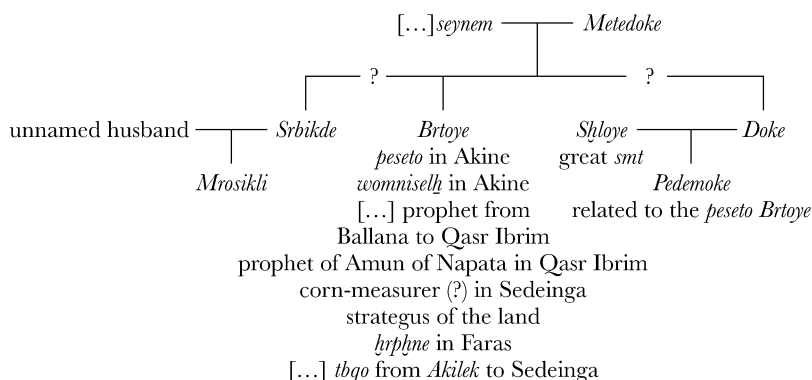 […]seynem Metedoke
? ?
unnamed husband Srbikde Brtoye Sḫloye Doke
peseto in Akine great smt
Mrosikli womniselẖ in Akine Pedemoke
[…] prophet from related to the peseto Brtoye
Ballana to Qasr Ibrim
prophet of Amun of Napata in Qasr Ibrim
corn-measurer (?) in Sedeinga
strategus of the land
ḫrpḫne in Faras
[…] tbqo from Akilek to Sedeinga